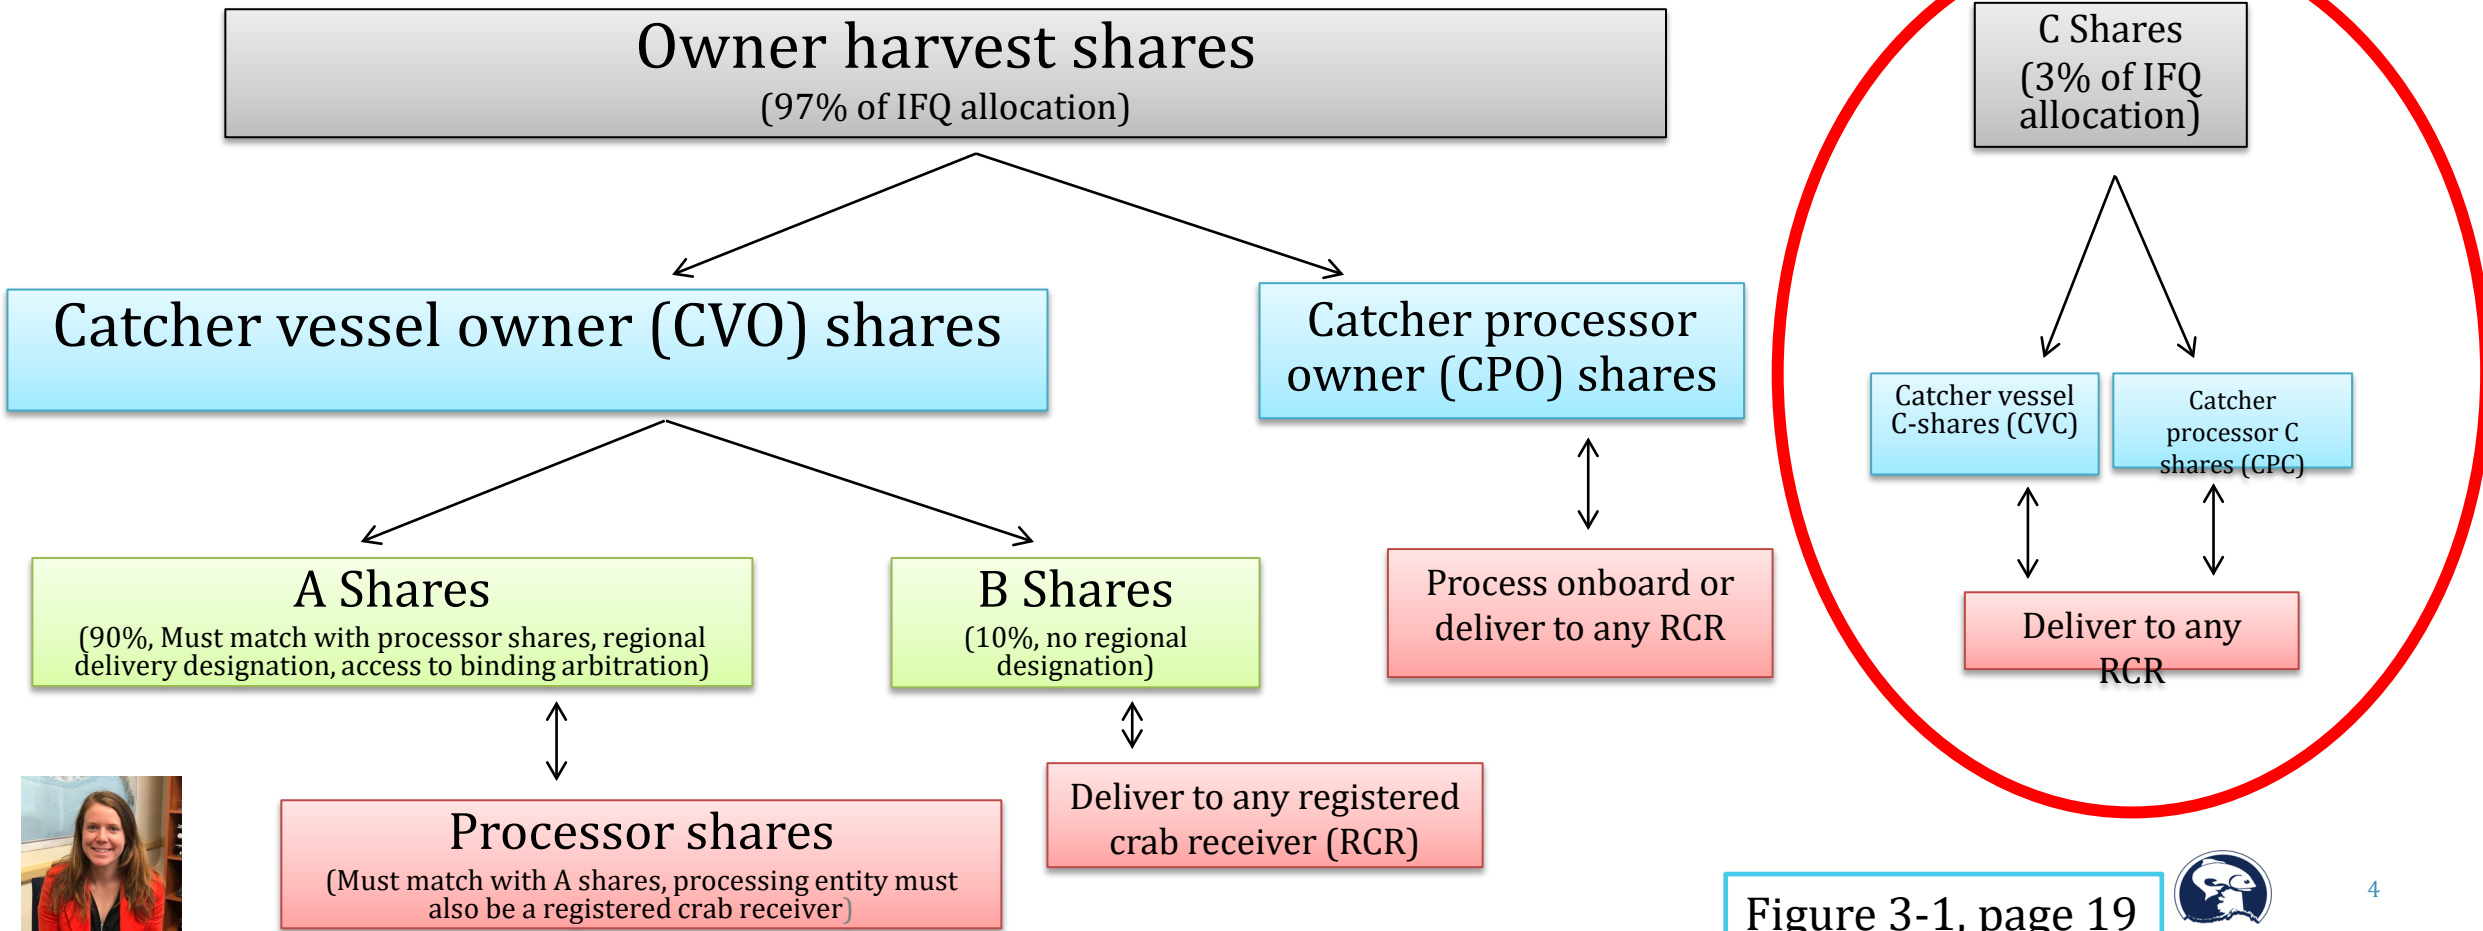 Owner harvest shares
(97% of IFQ allocation)
C Shares
(3% of IFQ
allocation)
Catcher vessel owner (CVO) shares
Catcher processor
owner (CPO) shares
Catcher vessel
C-shares (CVC)
Catcher
processor C
shares (CPC)
A Shares
(90%, Must match with processor shares, regional
delivery designation, access to binding arbitration)
B Shares
(10%, no regional
designation)
Process onboard or
deliver to any RCR
Deliver to any
RCR
Processor shares
(Must match with A shares, processing entity must
also be a registered crab receiver)
Deliver to any registered
crab receiver (RCR)
Figure 3-1, page 19
4